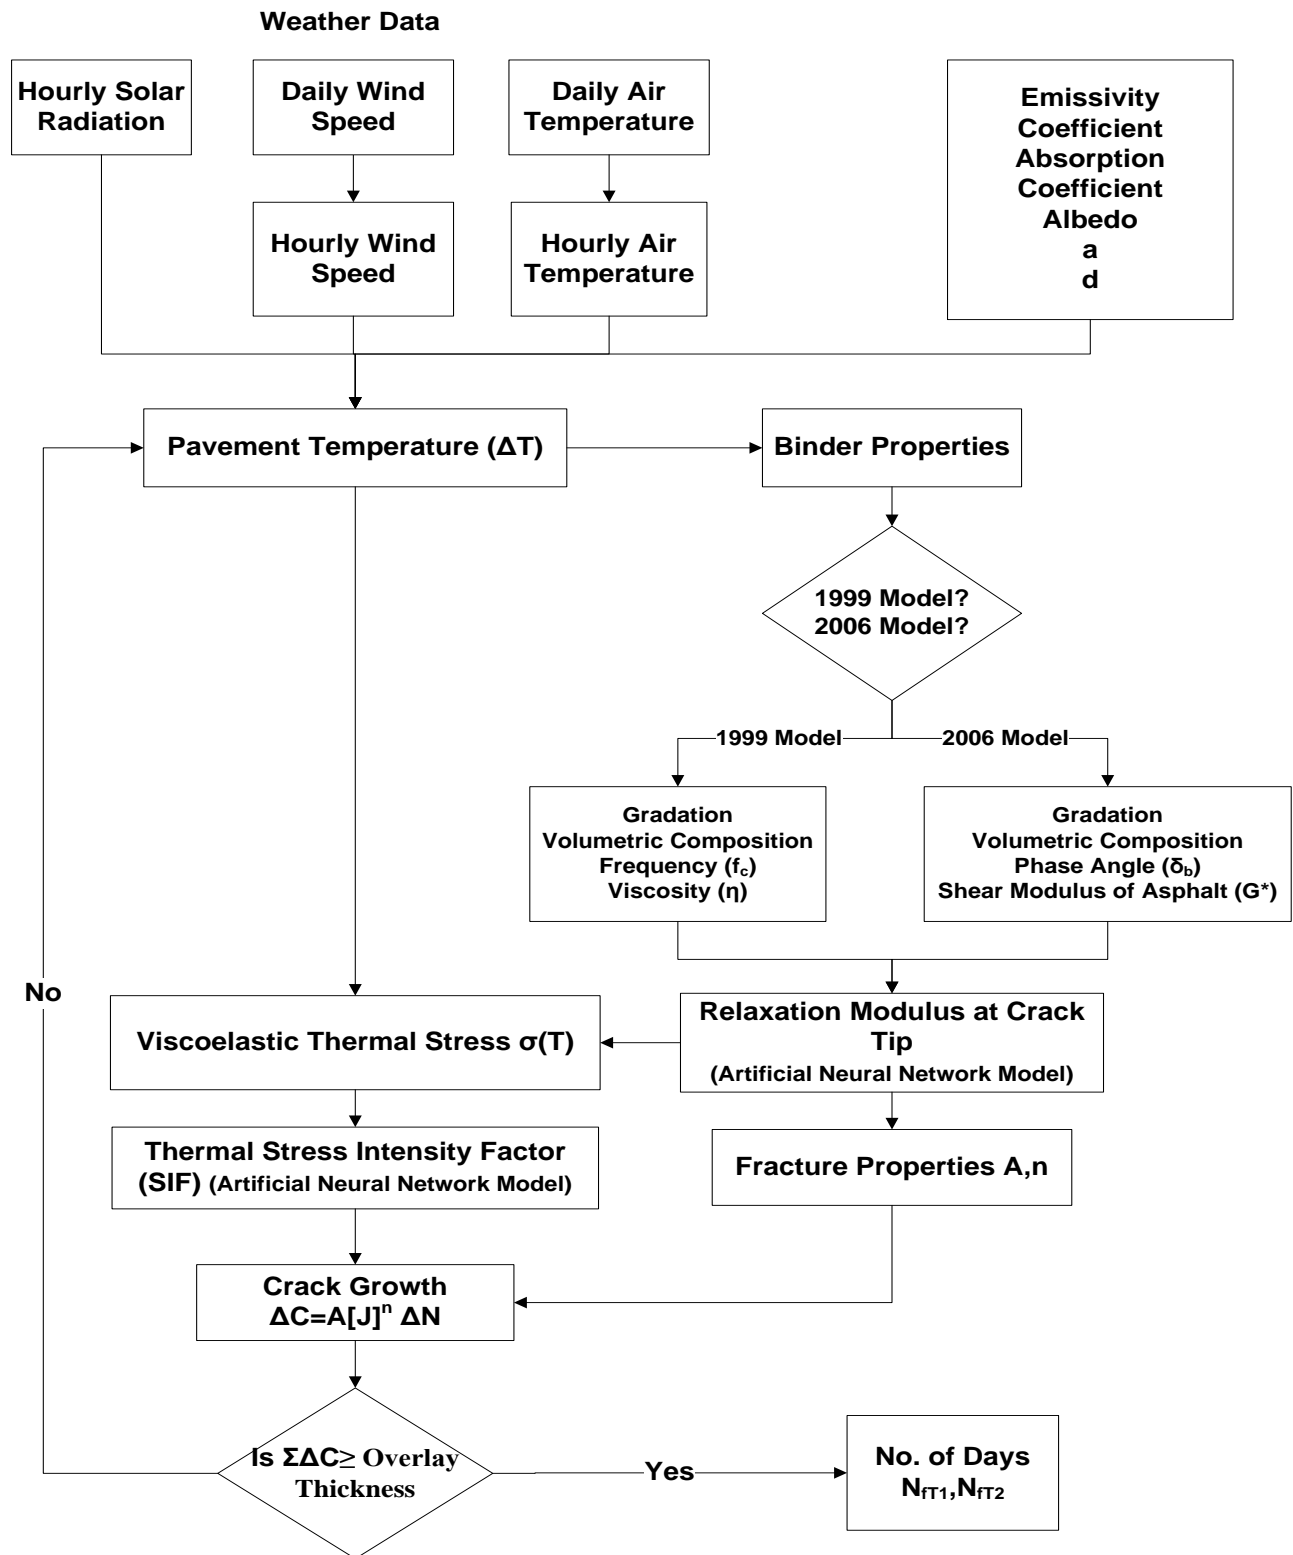 Weather Data
Hourly Solar
Radiation
Daily Wind
Speed
Daily Air
Temperature
Emissivity
Coefficient
Absorption
Coefficient
Albedo
a
d
Hourly Wind
Speed
Hourly Air
Temperature
Pavement Temperature (ΔT)
Binder Properties
1999 Model?
2006 Model?
1999 Model
2006 Model
Gradation
Volumetric Composition
Frequency (fc)
Viscosity (η)
Gradation
Volumetric Composition
Phase Angle (δb)
Shear Modulus of Asphalt (G*)
No
Viscoelastic Thermal Stress σ(T)
Relaxation Modulus at Crack
Tip
(Artificial Neural Network Model)
Thermal Stress Intensity Factor
(SIF) (Artificial Neural Network Model)
Fracture Properties A,n
Crack Growth
ΔC=A[J]^n ΔN
Is ΣΔC≥ Overlay
Thickness
Yes
No. of Days
NfT1,NfT2